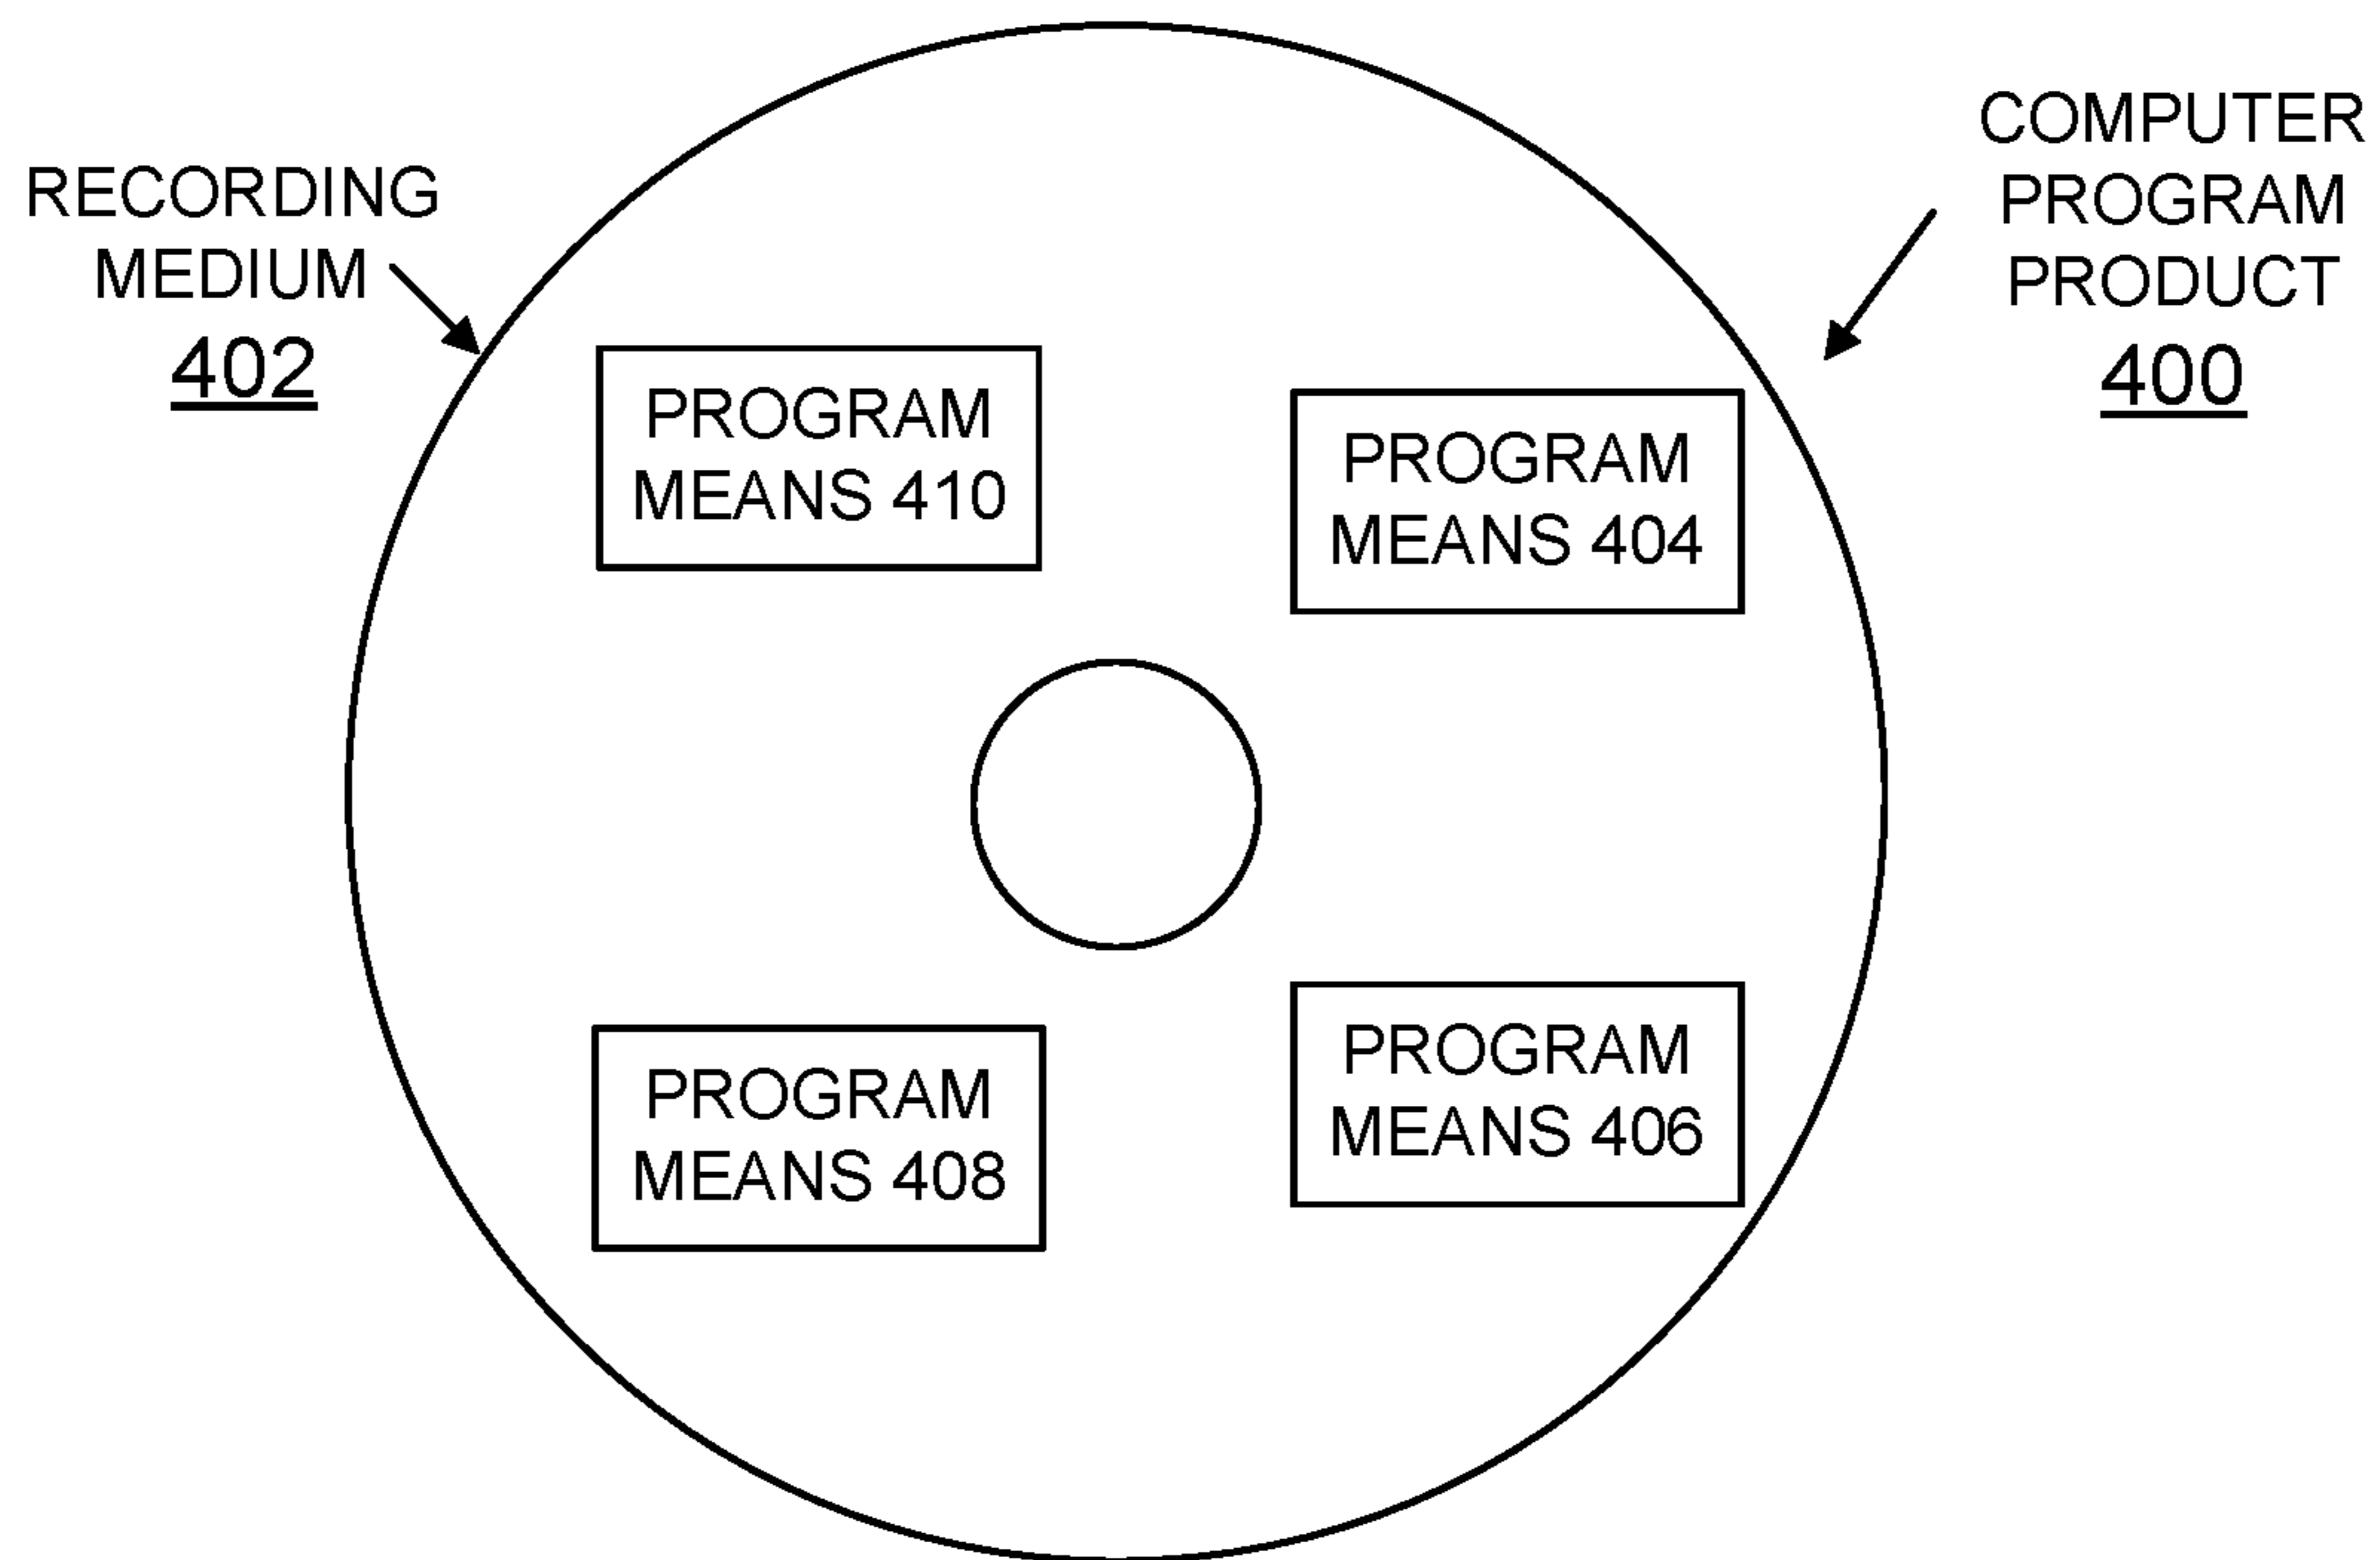 RECORDING
MEDIUM
402
COMPUTER
PROGRAM
PRODUCT
400
PROGRAM
MEANS 410
PROGRAM
MEANS 404
PROGRAM
MEANS 408
PROGRAM
MEANS 406